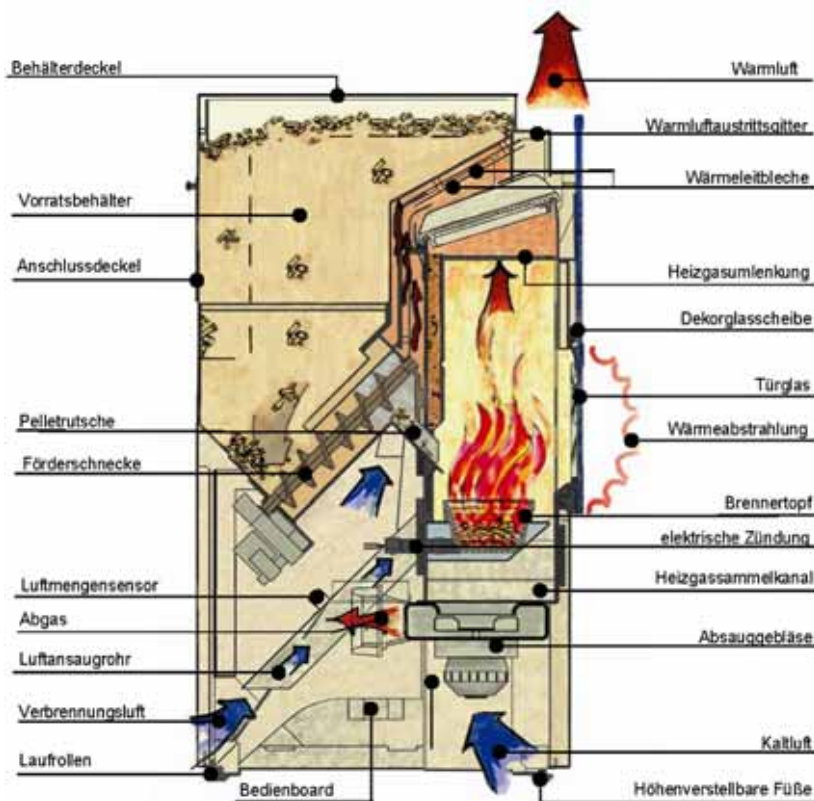 Behälterdeckel
Vorratsbehälter
Anschlussdeckel
Pelletrutsche
Förderschnecke
Luftmengensensor
Abgas
Luftansaugrohr
Verbrennungsluft
Laufrollen
Bedienboard
Warmluft
Warmluftaustrittsgitter
Wärmeleitbleche
Heizgasumlenkung
Dekorglasscheibe
Türglas
Wärmeabstrahlung
Brennertopf
elektrische Zündung
Heizgassammelkanal
Absauggebläse
Kaltluft
Höhenverstellbare Füße